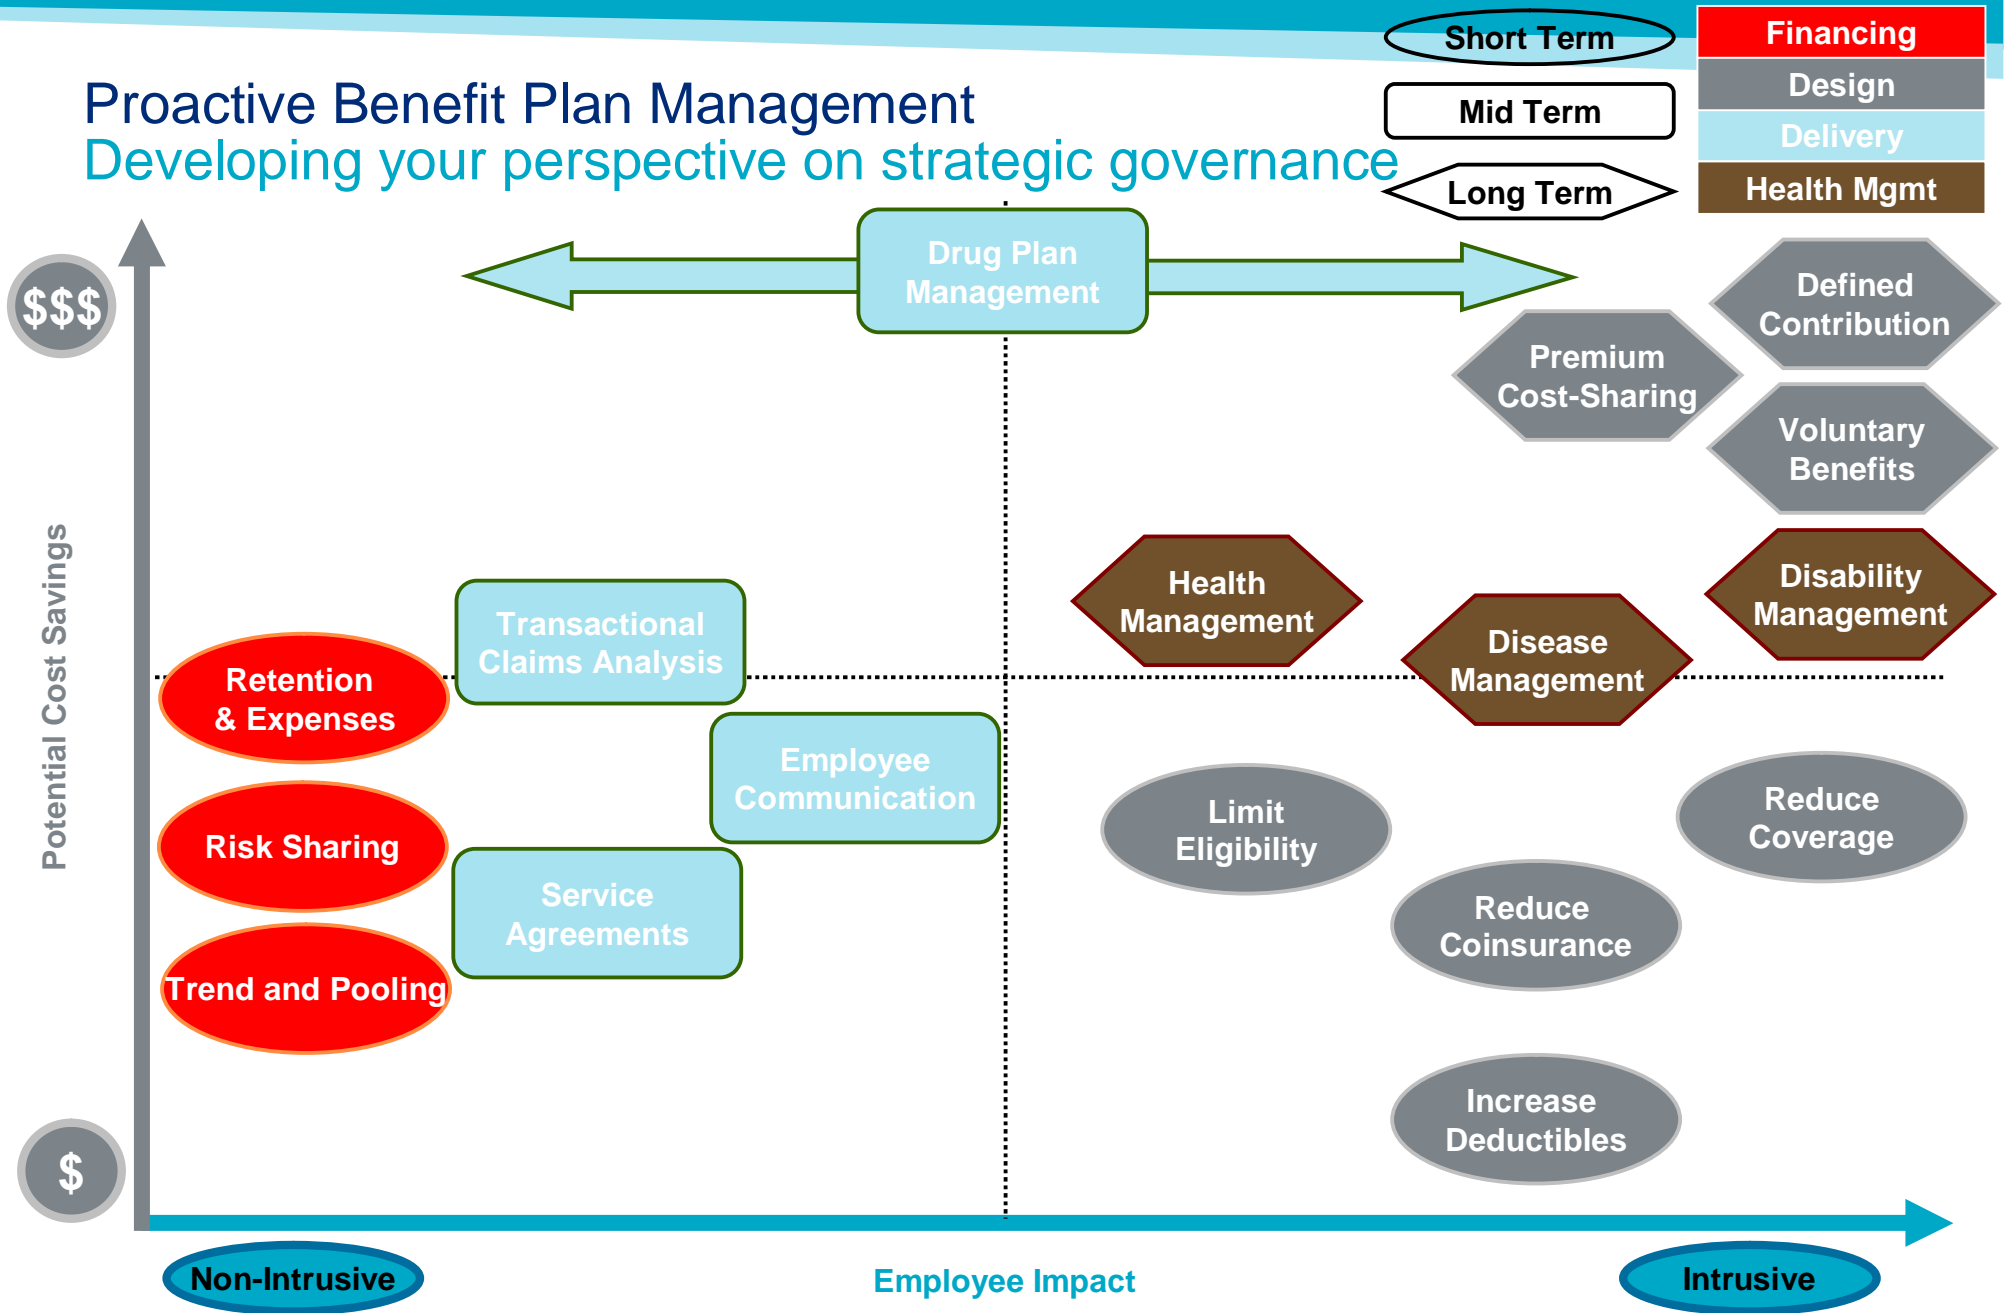 Short Term
Financing
Design
Proactive Benefit Plan Management
Mid Term
Delivery
Developing your perspective on strategic governance
Long Term
Health Mgmt
Drug Plan
Management
$$$
Defined
Contribution
Premium
Cost-Sharing
Voluntary
Benefits
Potential Cost Savings
Health
Management
Disability
Management
Transactional
Claims Analysis
Disease
Management
Retention
& Expenses
Employee
Communication
Limit
Eligibility
Reduce
Coverage
Risk Sharing
Service
Agreements
Reduce
Coinsurance
Trend and Pooling
Increase
Deductibles
$
Non-Intrusive
Employee Impact
Intrusive